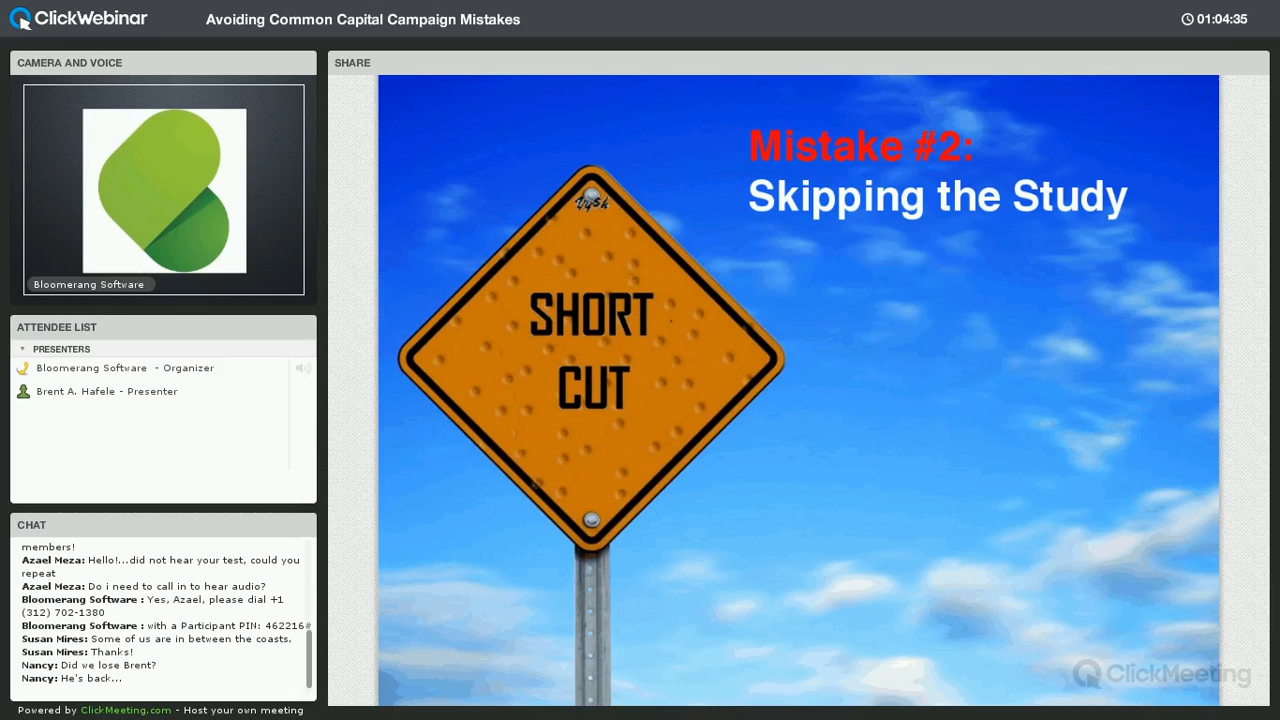 ClickWebinar
Avoiding Common Capital Campaign Mistakes
01:04:35
CAMERA AND VOICE
Bloomerang Software
ATTENDEE LIST
PRESENTERS
Bloomerang Software - Organizer
Brent A. Hafele - Presenter
CHAT
members!
Azael Meza: Hello!...did not hear your test, could you
repeat
Azael Meza: Do i need to call in to hear audio?
Bloomerang Software : Yes, Azael, please dial +1
(312) 702-1380
Bloomerang Software : with a Participant PIN: 462216#
Susan Mires: Some of us are in between the coasts.
Susan Mires: Thanks!
Nancy: Did we lose Brent?
Nancy: He's back...
Powered by ClickMeeting.com - Host your own meeting
SHARE
Mistake #2:
Skipping the Study
SHORT
CUT
ClickMeeting